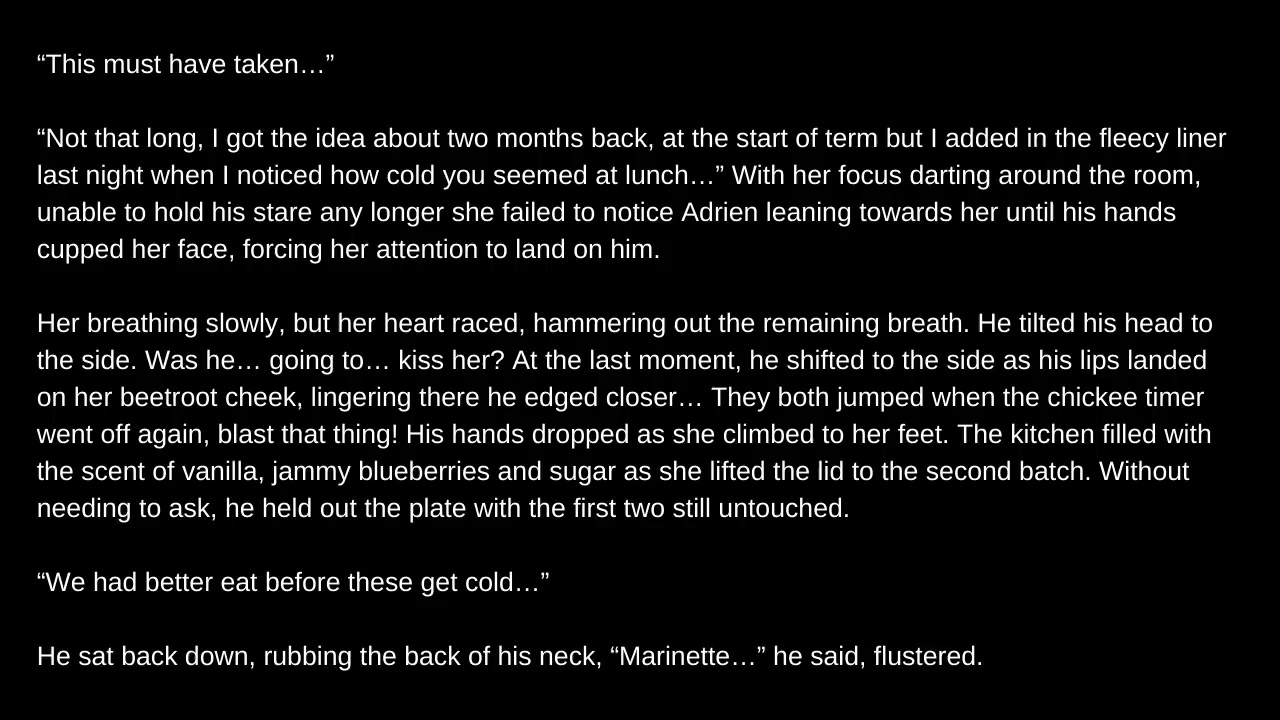 “This must have taken…”
“Not that long, I got the idea about two months back, at the start of term but I added in the fleecy liner
last night when I noticed how cold you seemed at lunch…” With her focus darting around the room,
unable to hold his stare any longer she failed to notice Adrien leaning towards her until his hands
cupped her face, forcing her attention to land on him.
Her breathing slowly, but her heart raced, hammering out the remaining breath. He tilted his head to
the side. Was he… going to… kiss her? At the last moment, he shifted to the side as his lips landed
on her beetroot cheek, lingering there he edged closer… They both jumped when the chickee timer
went off again, blast that thing! His hands dropped as she climbed to her feet. The kitchen filled with
the scent of vanilla, jammy blueberries and sugar as she lifted the lid to the second batch. Without
needing to ask, he held out the plate with the first two still untouched.
“We had better eat before these get cold…”
He sat back down, rubbing the back of his neck, “Marinette…” he said, flustered.